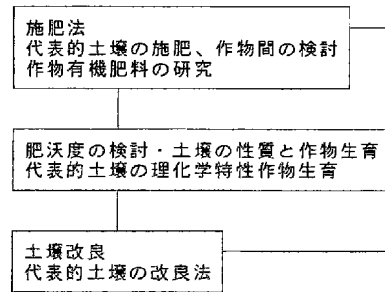 施肥法
代表的土壌の施肥、作物間の検討
作物有機肥料の研究
肥沃度の検討・土壌の性質と作物生育
代表的土壌の理化学特性作物生育
土壌改良
代表的土壌の改良法